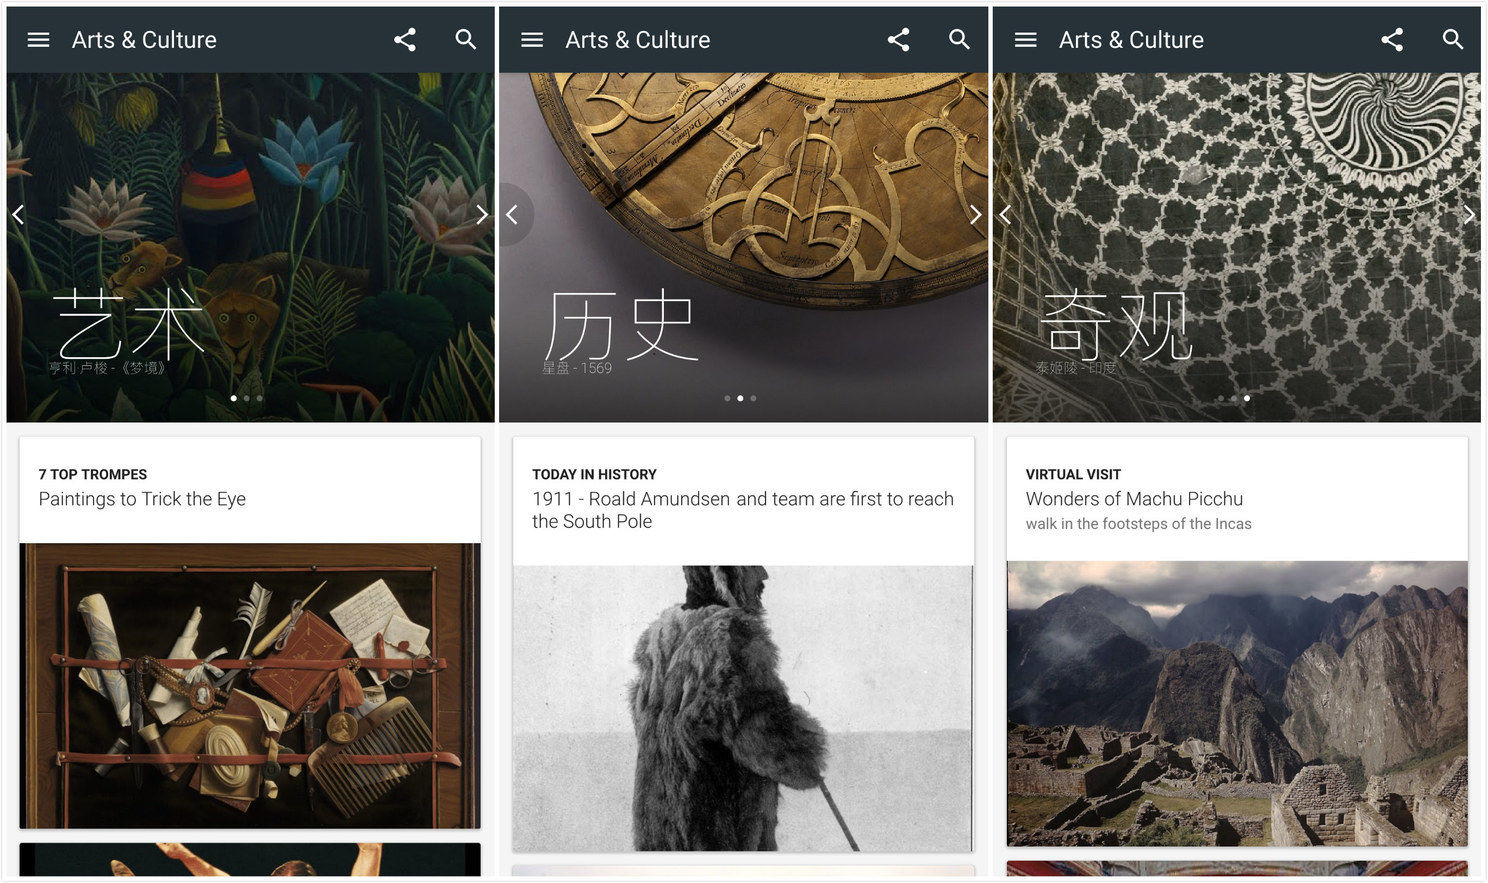 Arts & Culture
艺术
亨利·卢梭 -《梦境》
7 TOP TROMPES
Paintings to Trick the Eye
Arts & Culture
历史
星盘 - 1569
TODAY IN HISTORY
1911 - Roald Amundsen and team are first to reach
the South Pole
Arts & Culture
奇观
泰姬陵 - 印度
VIRTUAL VISIT
Wonders of Machu Picchu
walk in the footsteps of the Incas